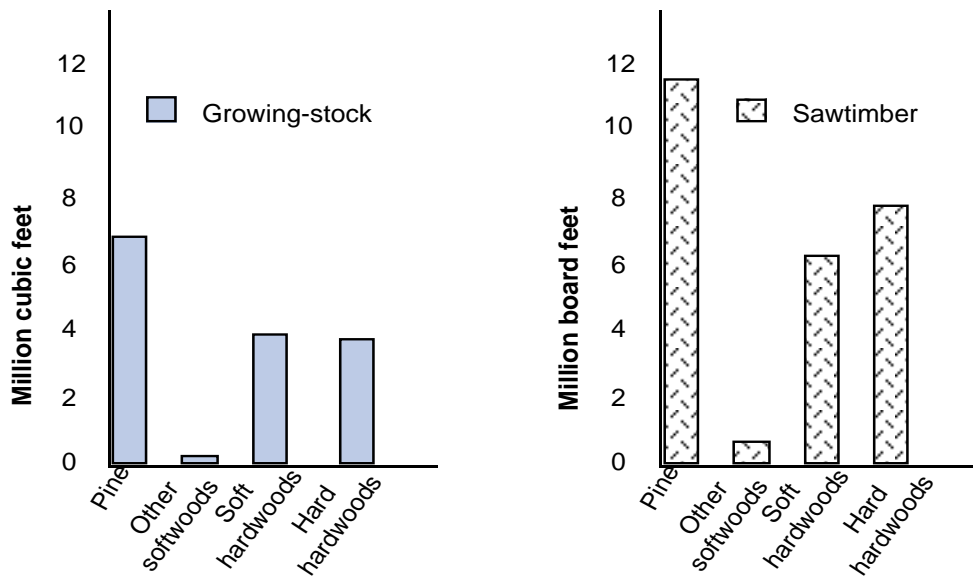 Million cubic feet
12
10
8
6
4
2
0
Growing-stock
Pine
Other
softwoods
Soft
hardwoods
Hard
hardwoods
Million board feet
12
10
8
6
4
2
0
Sawtimber
Pine
Other
softwoods
Soft
hardwoods
Hard
hardwoods